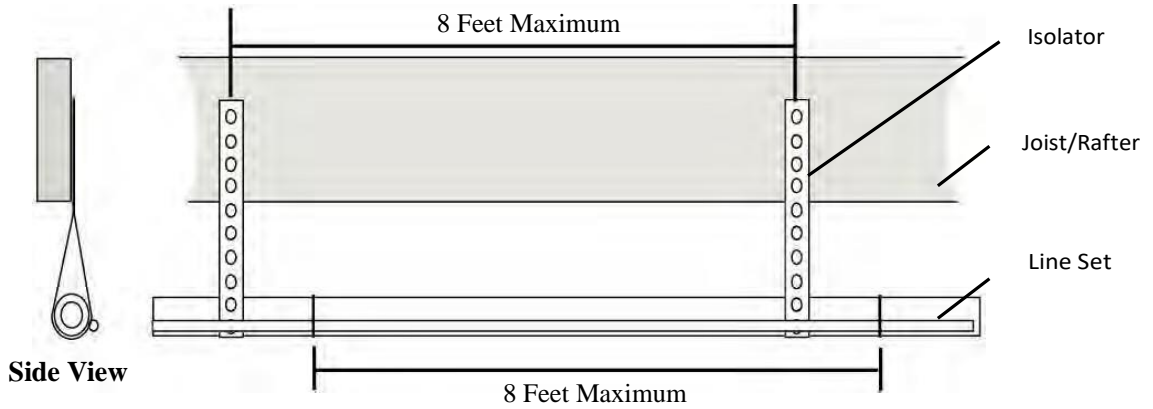 8 Feet Maximum
Isolator
Joist/Rafter
Line Set
Side View
8 Feet Maximum